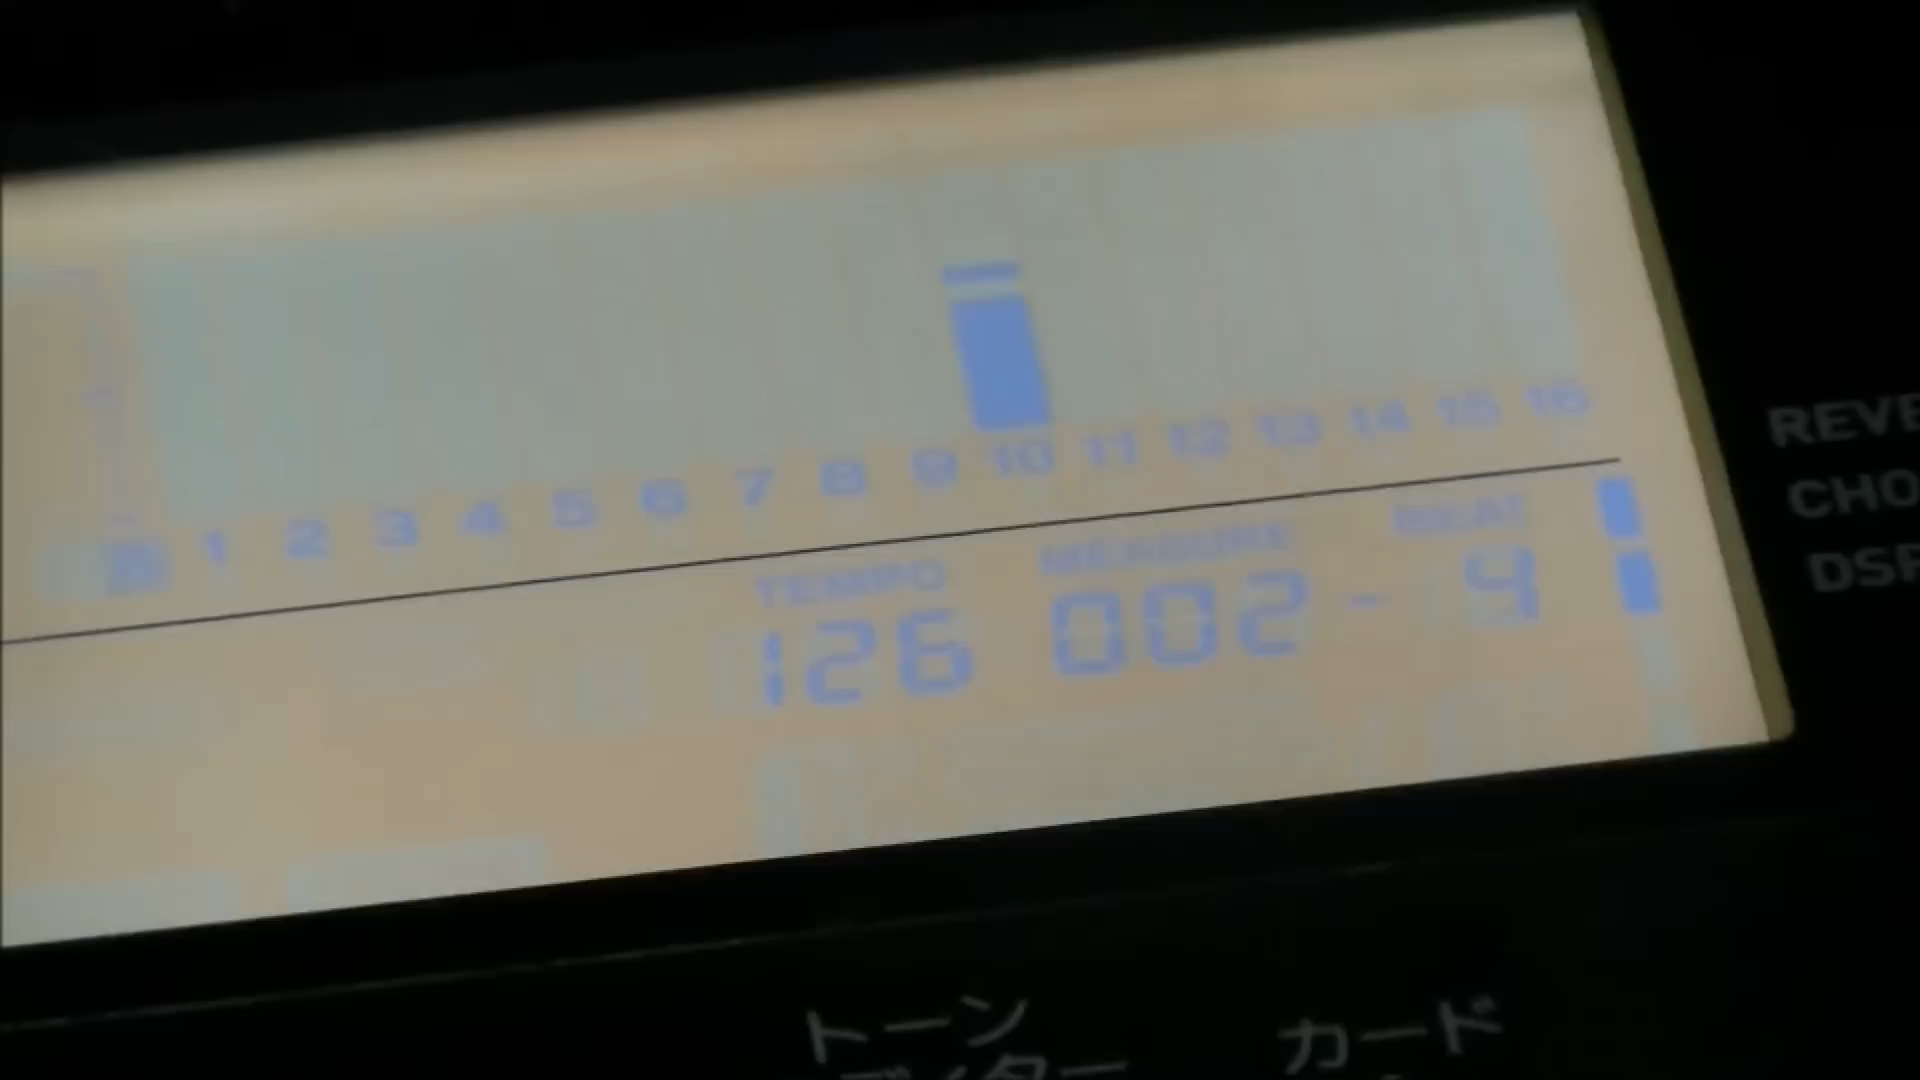 B 1 2 3 4 5 6 7 8 9 10 11 12 13 14 15 16
TEMPO MEASURE BEAT
126 002-4
REVE
CHO
DSP
トーン カード